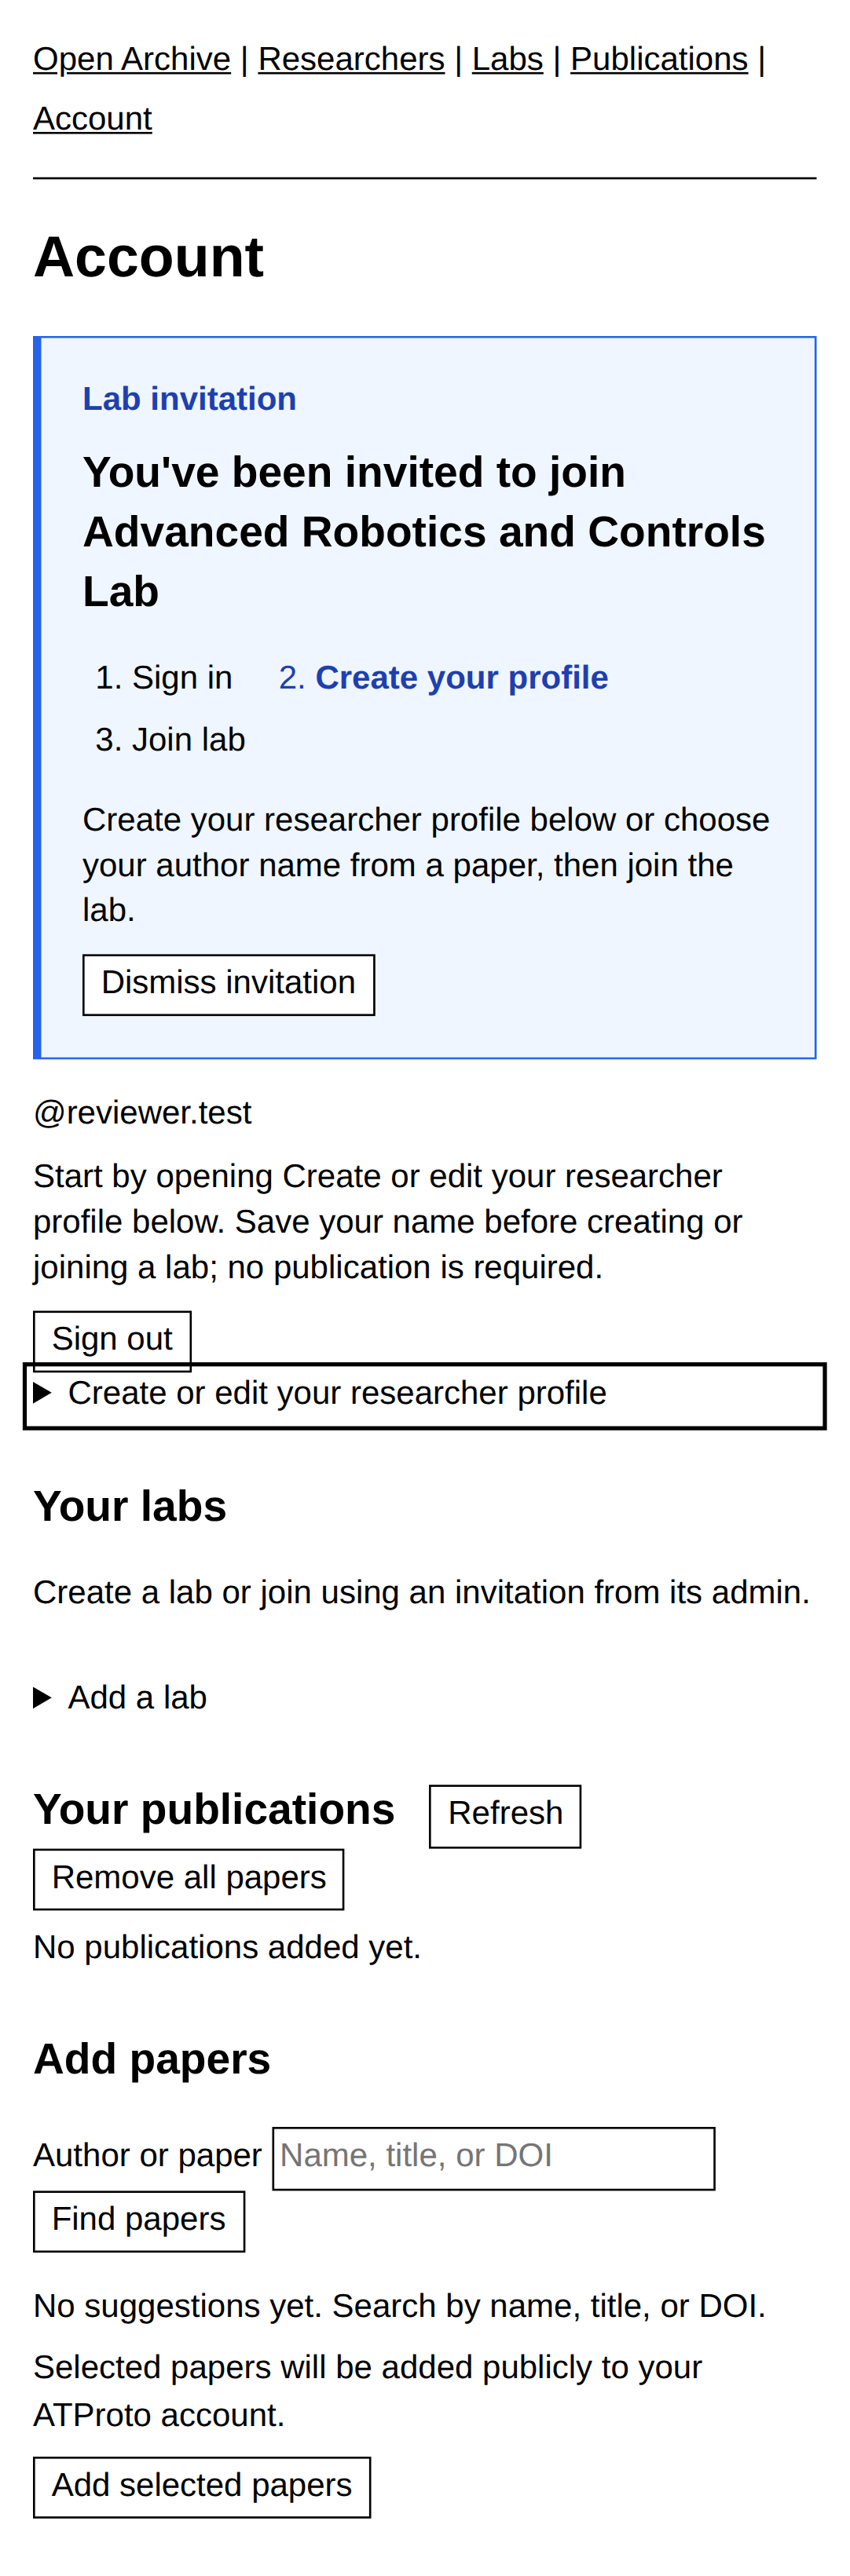 Open Archive | Researchers | Labs | Publications |
Account
Account
Lab invitation
You've been invited to join
Advanced Robotics and Controls
Lab
1. Sign in 2. Create your profile
3. Join lab
Create your researcher profile below or choose
your author name from a paper, then join the
lab.
Dismiss invitation
@reviewer.test
Start by opening Create or edit your researcher
profile below. Save your name before creating or
joining a lab; no publication is required.
Sign out
Create or edit your researcher profile
Your labs
Create a lab or join using an invitation from its admin.
Add a lab
Your publications Refresh
Remove all papers
No publications added yet.
Add papers
Author or paper Name, title, or DOI
Find papers
No suggestions yet. Search by name, title, or DOI.
Selected papers will be added publicly to your
ATProto account.
Add selected papers